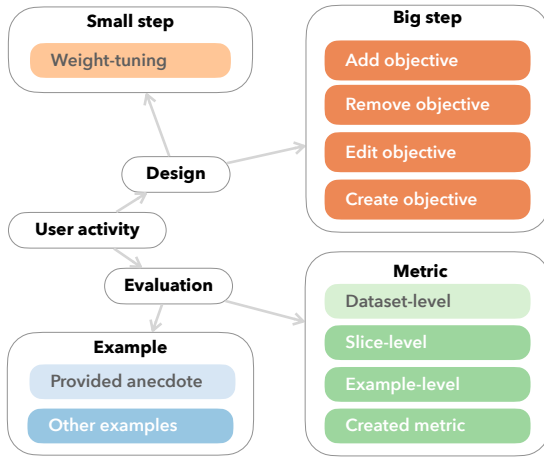 Small step
Weight-tuning
Big step
Add objective
Remove objective
Edit objective
Create objective
Design
User activity
Evaluation
Metric
Dataset-level
Slice-level
Example-level
Created metric
Example
Provided anecdote
Other examples